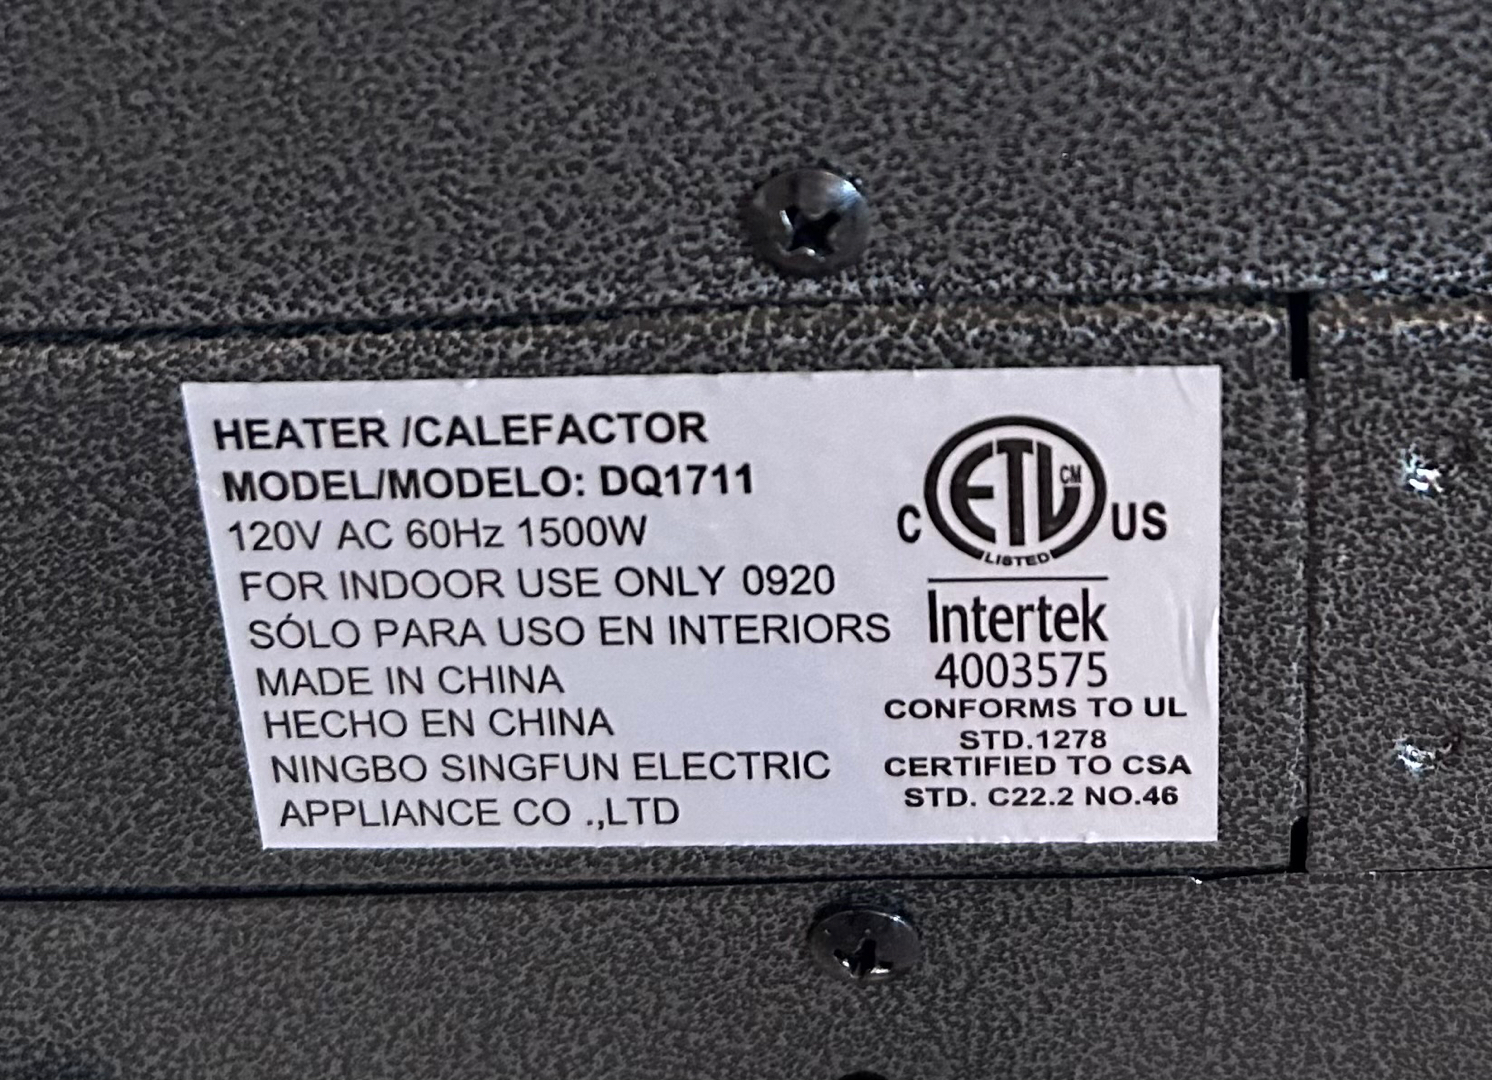 HEATER /CALEFACTOR
MODEL/MODELO: DQ1711
120V AC 60Hz 1500W
FOR INDOOR USE ONLY 0920
SÓLO PARA USO EN INTERIORS
MADE IN CHINA
HECHO EN CHINA
NINGBO SINGFUN ELECTRIC
APPLIANCE CO .,LTD
C ETL CM US
LISTED
Intertek
4003575
CONFORMS TO UL
STD.1278
CERTIFIED TO CSA
STD. C22.2 NO.46